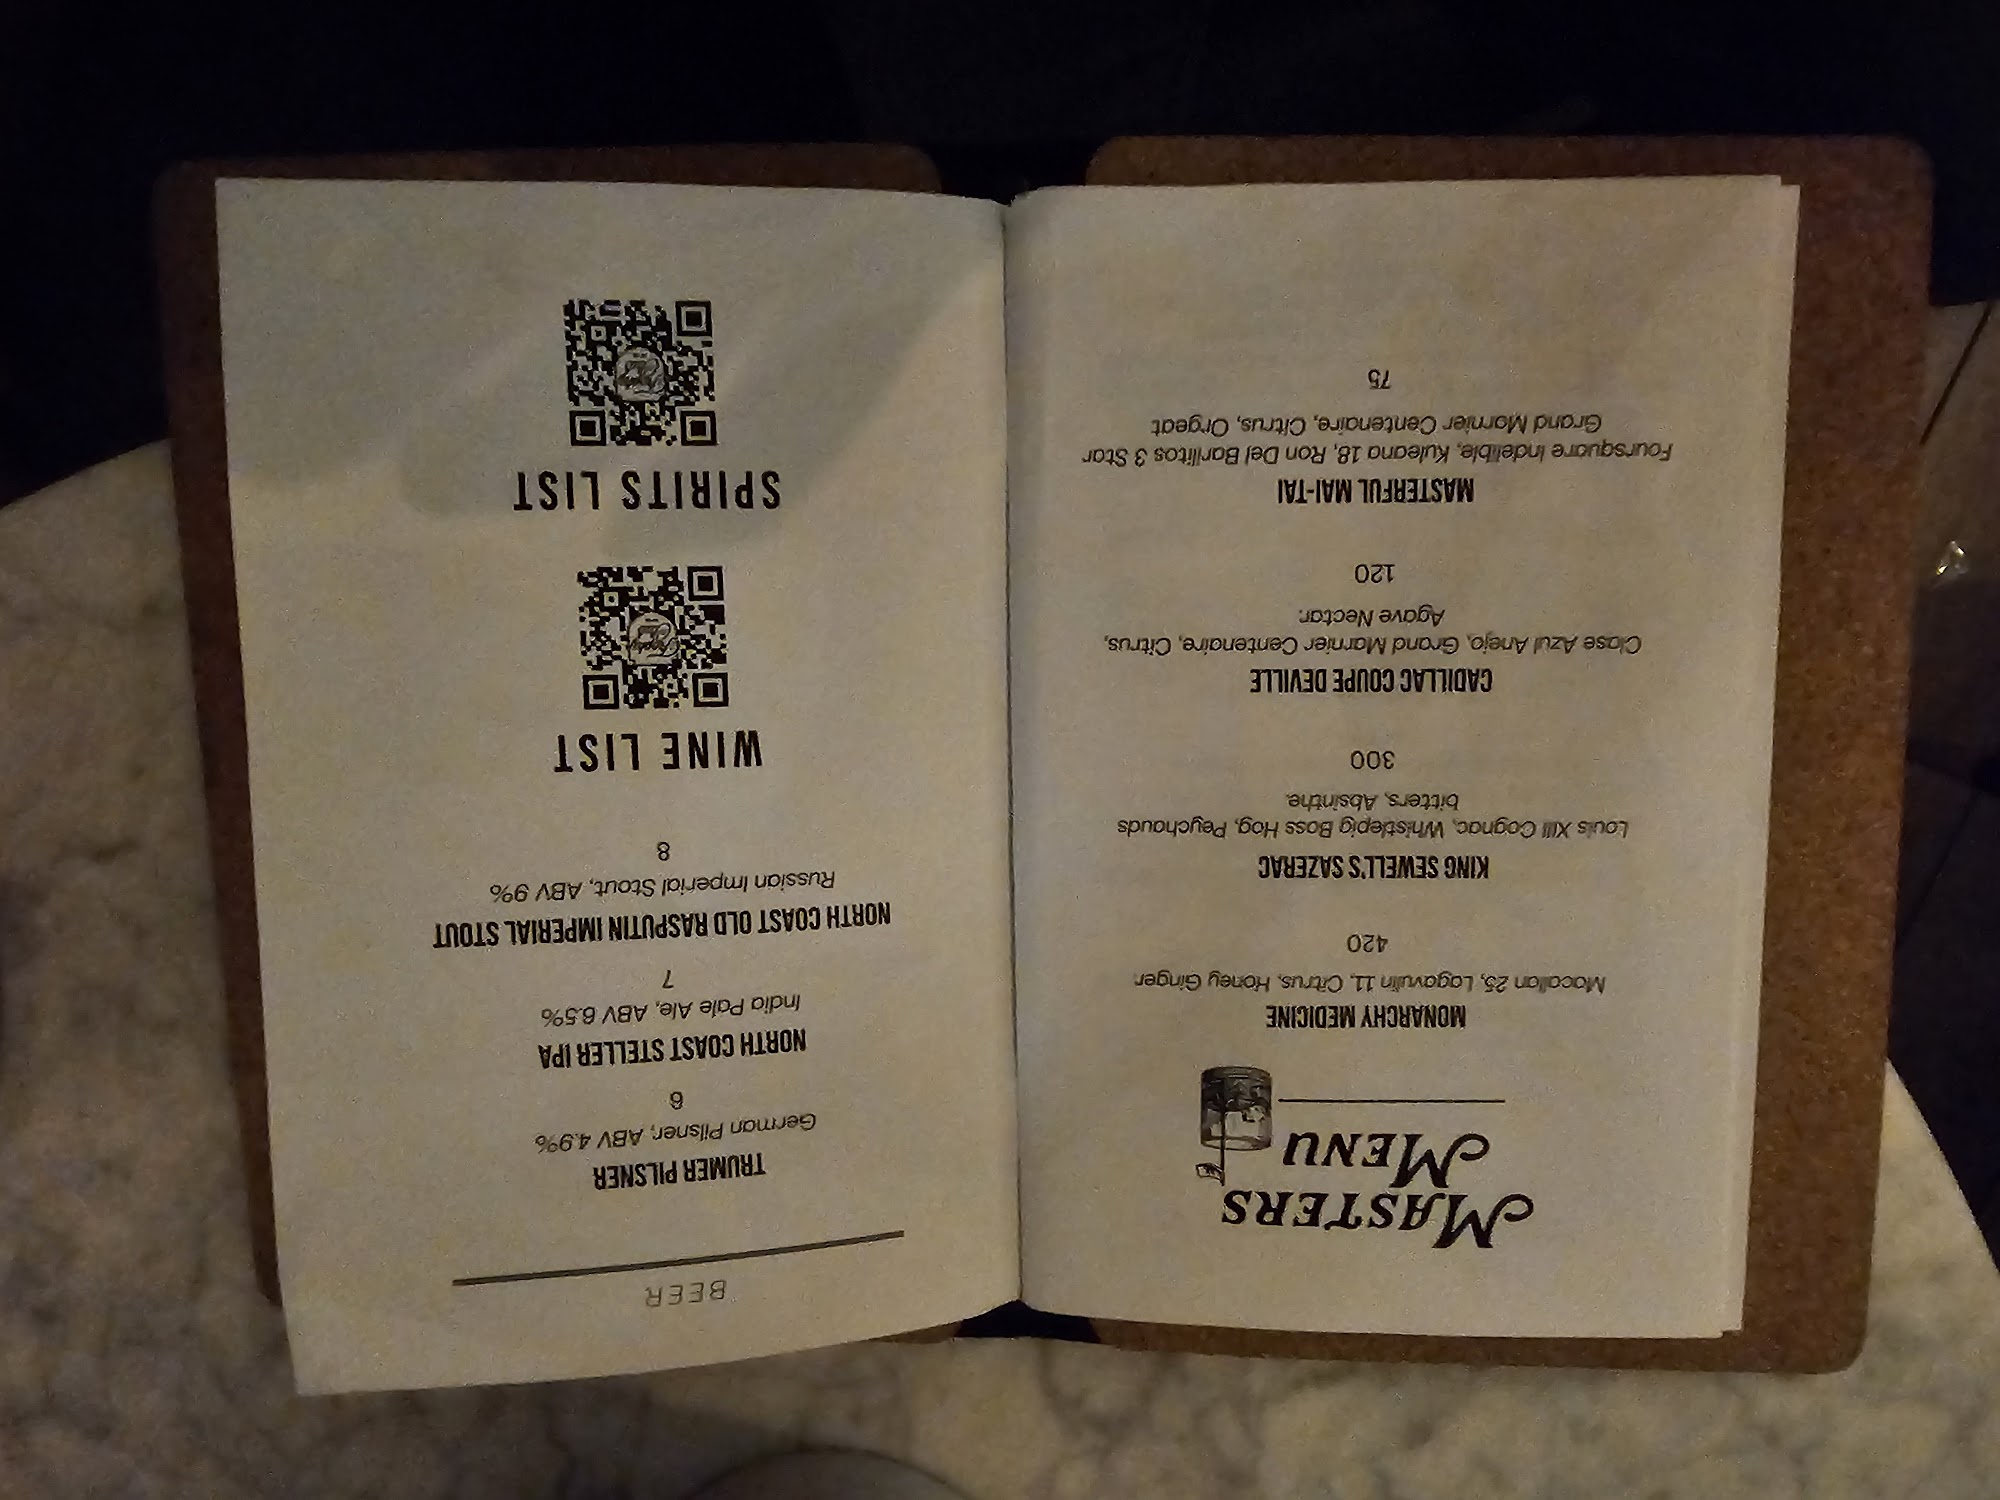 MASTERS
MENU
MONARCHY MEDICINE
Macallan 25, Lagavulin 11, Citrus, Honey Ginger
420
KING SEWELL'S SAZERAC
Louis XIII Cognac, Whistlepig Boss Hog, Peychauds
bitters, Absinthe.
300
CADILLAC COUPE DEVILLE
Clase Azul Anejo, Grand Marnier Centenaire, Citrus,
Agave Nectar.
120
MASTERFUL MAI-TAI
Foursquare Indelible, Kuleana 18, Ron Del Barllitos 3 Star
Grand Marnier Centenaire, Citrus, Orgeat
75
BEER
TRUMER PILSNER
German Pilsner, ABV 4.9%
6
NORTH COAST STELLER IPA
India Pale Ale, ABV 6.5%
7
NORTH COAST OLD RASPUTIN IMPERIAL STOUT
Russian Imperial Stout, ABV 9%
8
WINE LIST
SPIRITS LIST